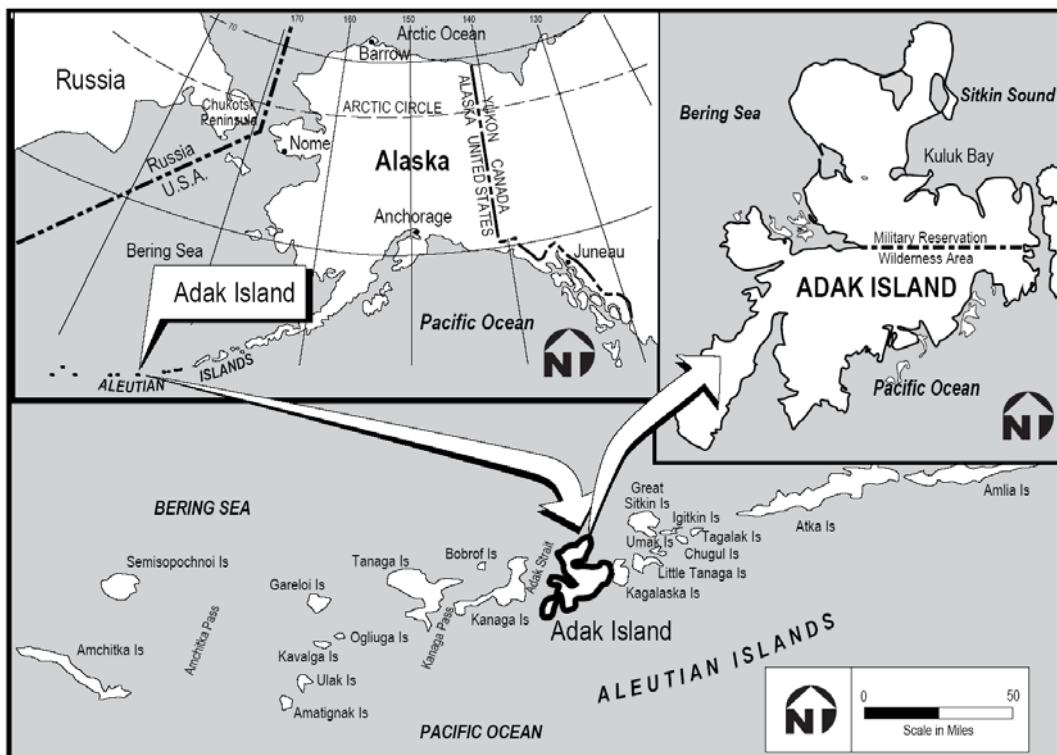 170
160
150
140
130
70
Arctic Ocean
Barrow
Russia
Chukotsk
Peninsula
ARCTIC CIRCLE
Nome
Russia
U.S.A.
Alaska
YUKON CANADA
ALASKA UNITED STATES
Anchorage
Juneau
Bering Sea
Adak Island
Pacific Ocean
N
ALEUTIAN ISLANDS
Bering Sea
Sitkin Sound
Kuluk Bay
Military Reservation
Wilderness Area
ADAK ISLAND
Pacific Ocean
N
BERING SEA
Semisopochnoi Is
Amchitka Is
Amchitka Pass
Gareloi Is
Ogliuga Is
Kavalga Is
Ulak Is
Amatignak Is
Tanaga Is
Kanaga Pass
Bobrof Is
Kanaga Is
Adak Strait
Adak Island
Great
Sitkin Is
Igitkin Is
Umak Is
Tagalak Is
Chugul Is
Little Tanaga Is
Kagalaska Is
Atka Is
Amlia Is
ALEUTIAN ISLANDS
PACIFIC OCEAN
N
0 50
Scale in Miles